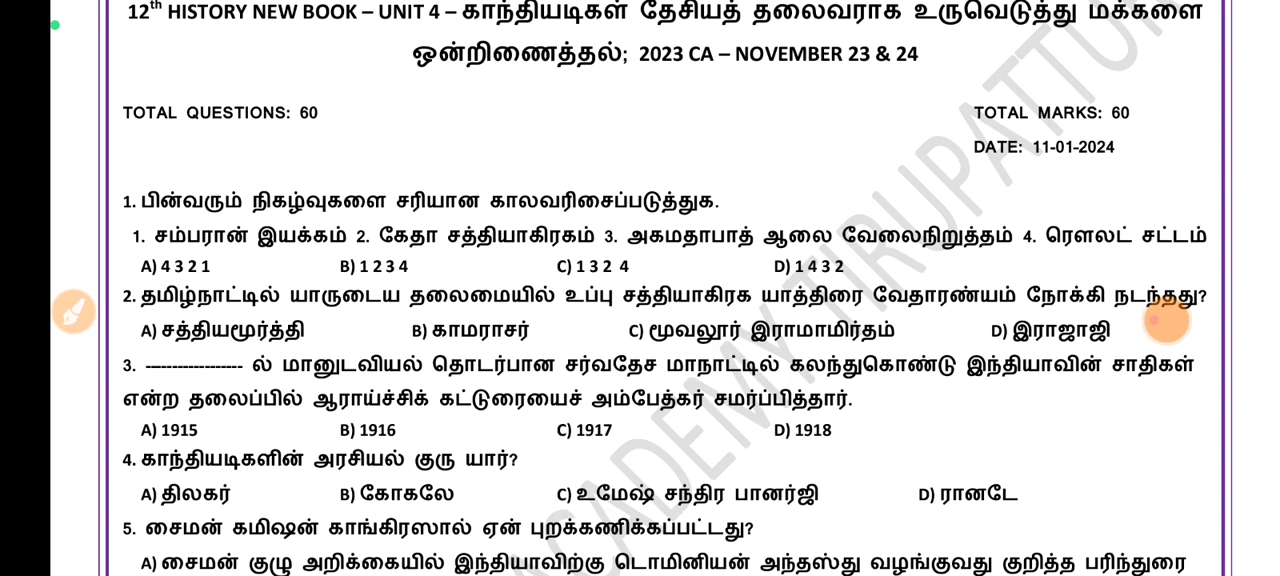 12th HISTORY NEW BOOK – UNIT 4 – காந்தியடிகள் தேசியத் தலைவராக உருவெடுத்து மக்களை
ஒன்றிணைத்தல்; 2023 CA – NOVEMBER 23 & 24
TOTAL QUESTIONS: 60 TOTAL MARKS: 60
DATE: 11-01-2024
1. பின்வரும் நிகழ்வுகளை சரியான காலவரிசைப்படுத்துக.
1. சம்பரான் இயக்கம் 2. கேதா சத்தியாகிரகம் 3. அகமதாபாத் ஆலை வேலைநிறுத்தம் 4. ரௌலட் சட்டம்
A) 4 3 2 1 B) 1 2 3 4 C) 1 3 2 4 D) 1 4 3 2
2. தமிழ்நாட்டில் யாருடைய தலைமையில் உப்பு சத்தியாகிரக யாத்திரை வேதாரண்யம் நோக்கி நடந்தது?
A) சத்தியமூர்த்தி B) காமராசர் C) மூவலூர் இராமாமிர்தம் D) இராஜாஜி
3. ------------------ ல் மானுடவியல் தொடர்பான சர்வதேச மாநாட்டில் கலந்துகொண்டு இந்தியாவின் சாதிகள்
என்ற தலைப்பில் ஆராய்ச்சிக் கட்டுரையைச் அம்பேத்கர் சமர்ப்பித்தார்.
A) 1915 B) 1916 C) 1917 D) 1918
4. காந்தியடிகளின் அரசியல் குரு யார்?
A) திலகர் B) கோகலே C) உமேஷ் சந்திர பானர்ஜி D) ரானடே
5. சைமன் கமிஷன் காங்கிரஸால் ஏன் புறக்கணிக்கப்பட்டது?
A) சைமன் குழு அறிக்கையில் இந்தியாவிற்கு டொமினியன் அந்தஸ்து வழங்குவது குறித்த பரிந்துரை
ACADEMY TIRUPATTUR